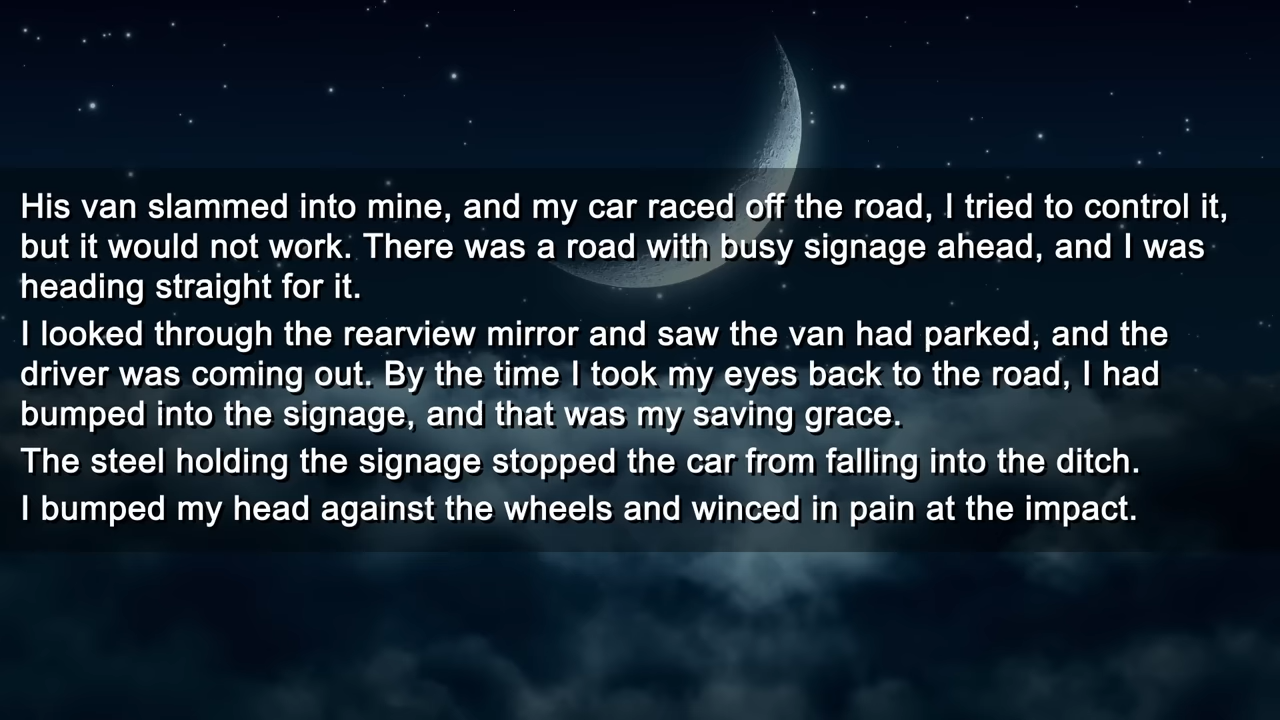 His van slammed into mine, and my car raced off the road, I tried to control it,
but it would not work. There was a road with busy signage ahead, and I was
heading straight for it.
I looked through the rearview mirror and saw the van had parked, and the
driver was coming out. By the time I took my eyes back to the road, I had
bumped into the signage, and that was my saving grace.
The steel holding the signage stopped the car from falling into the ditch.
I bumped my head against the wheels and winced in pain at the impact.